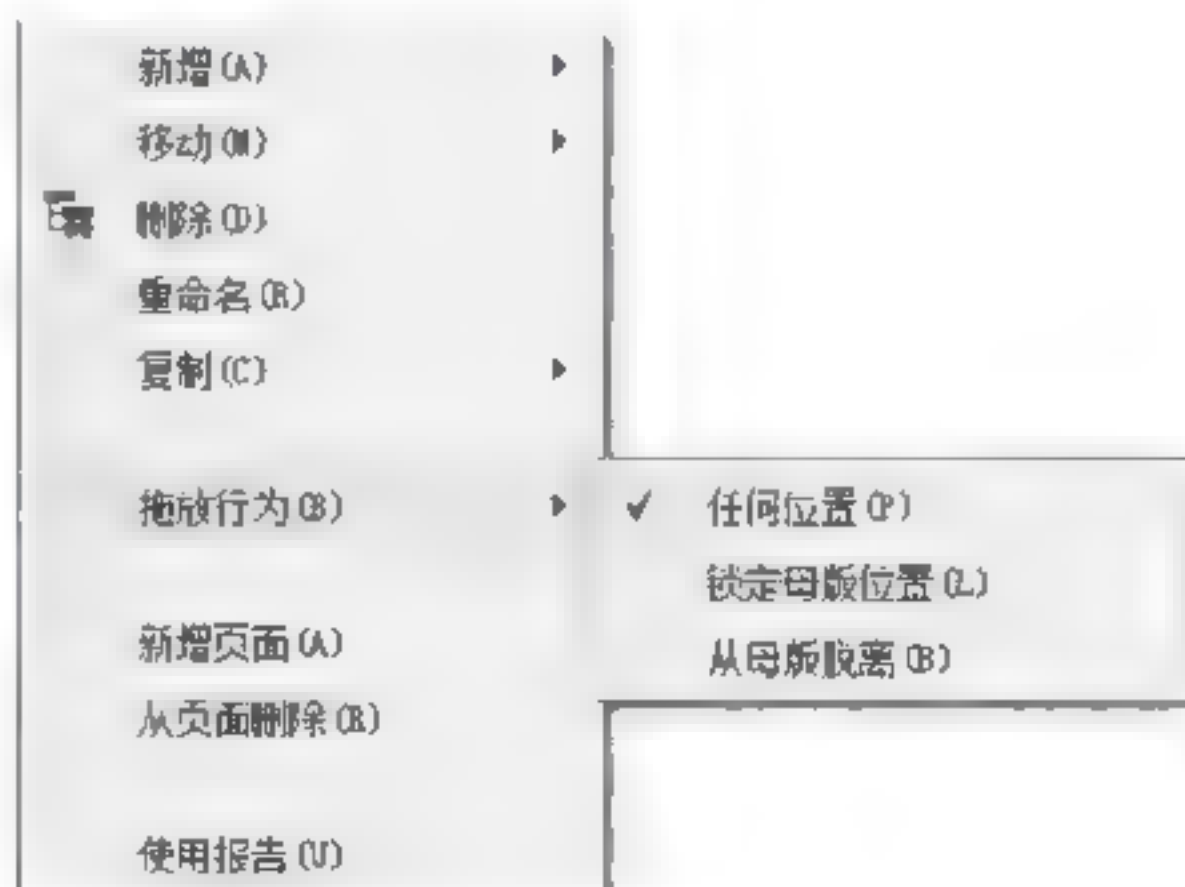 新增(A)
移动(M)
删除(D)
重命名(R)
复制(C)
拖放行为(B)
任何位置(P)
锁定母版位置(L)
从母版脱离(B)
新增页面(A)
从页面删除(R)
使用报告(U)